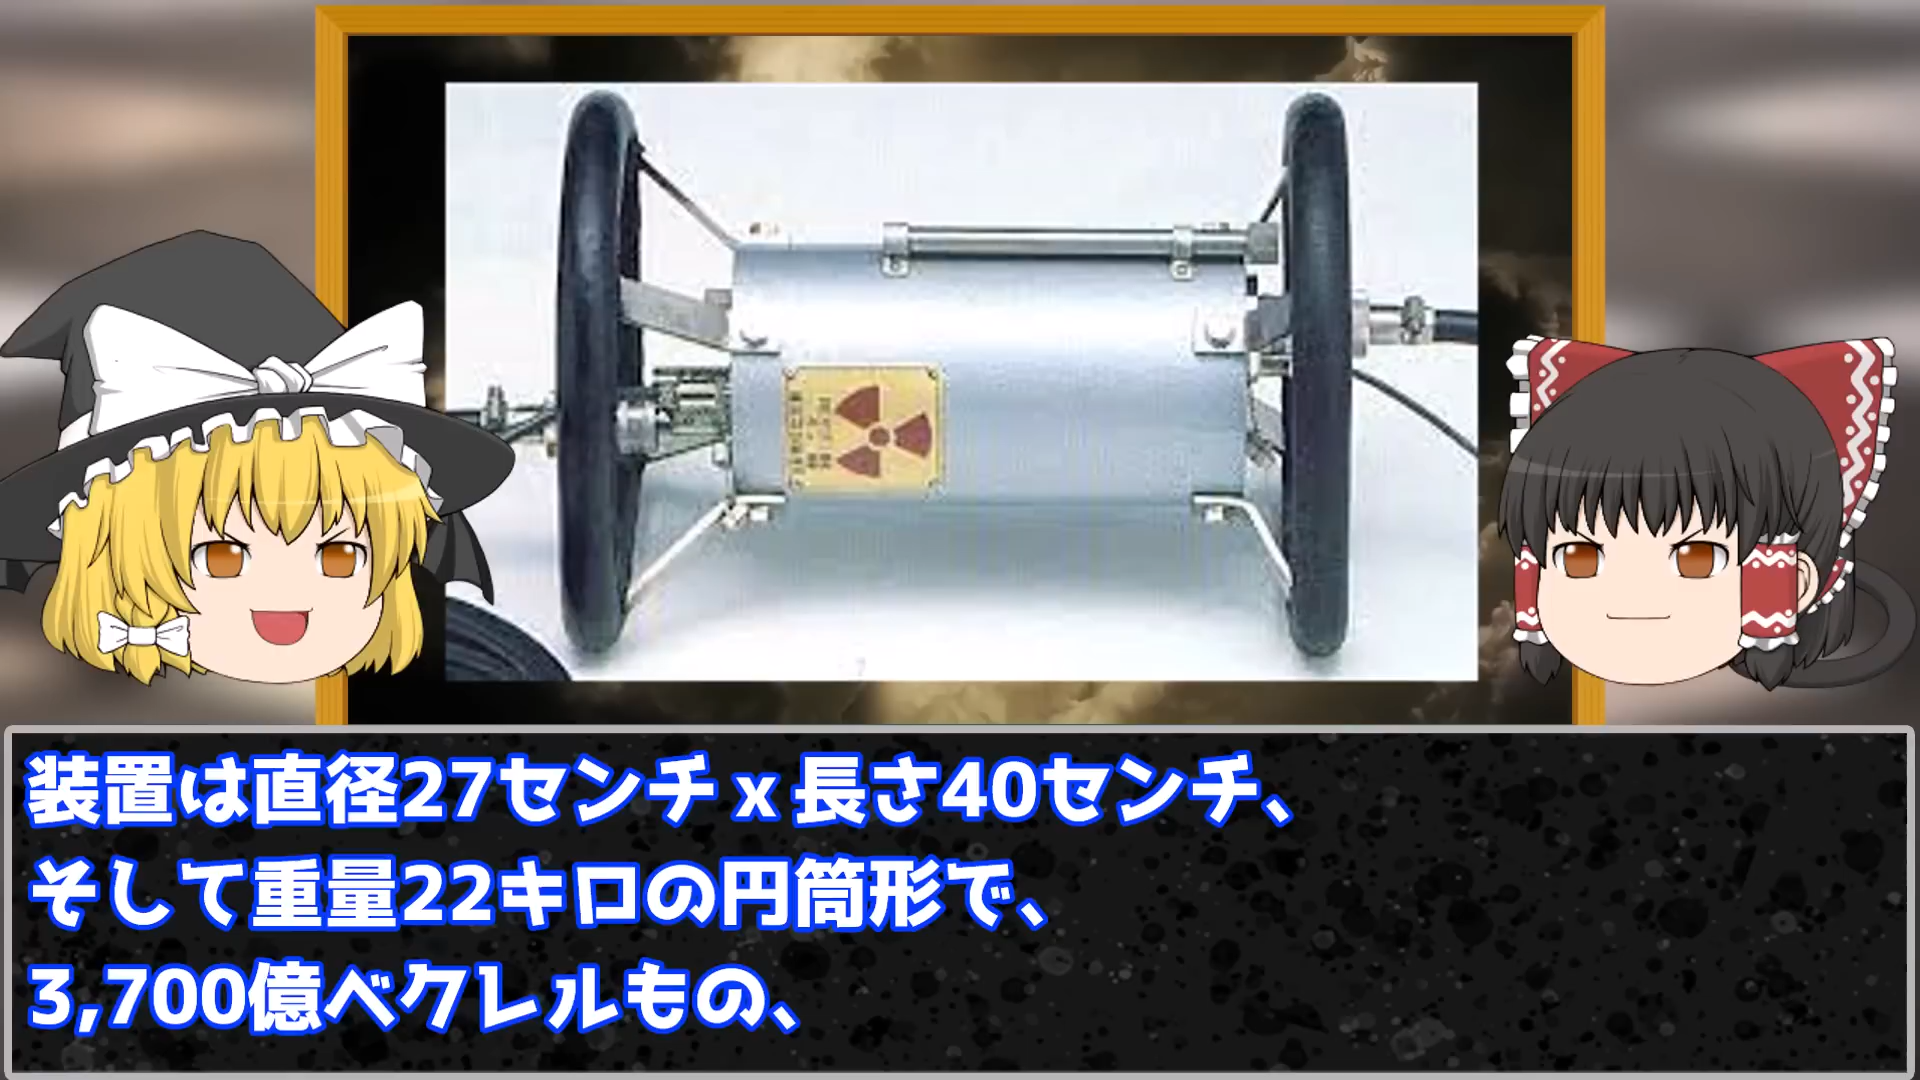 装置は直径27センチｘ長さ40センチ、
そして重量22キロの円筒形で、
3,700億ベクレルもの、